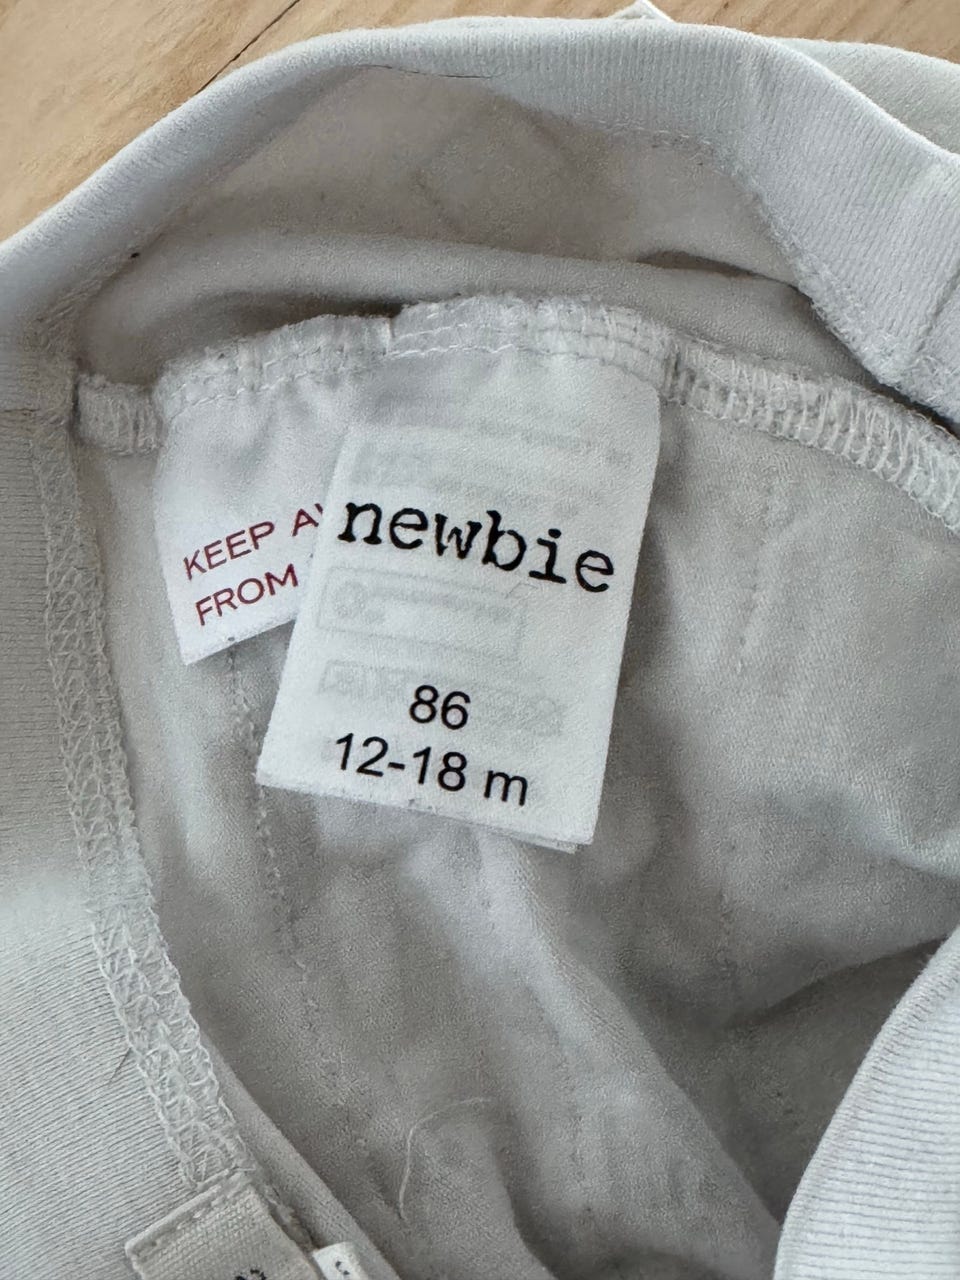 KEEP
FROM
newbie
86
12-18 m